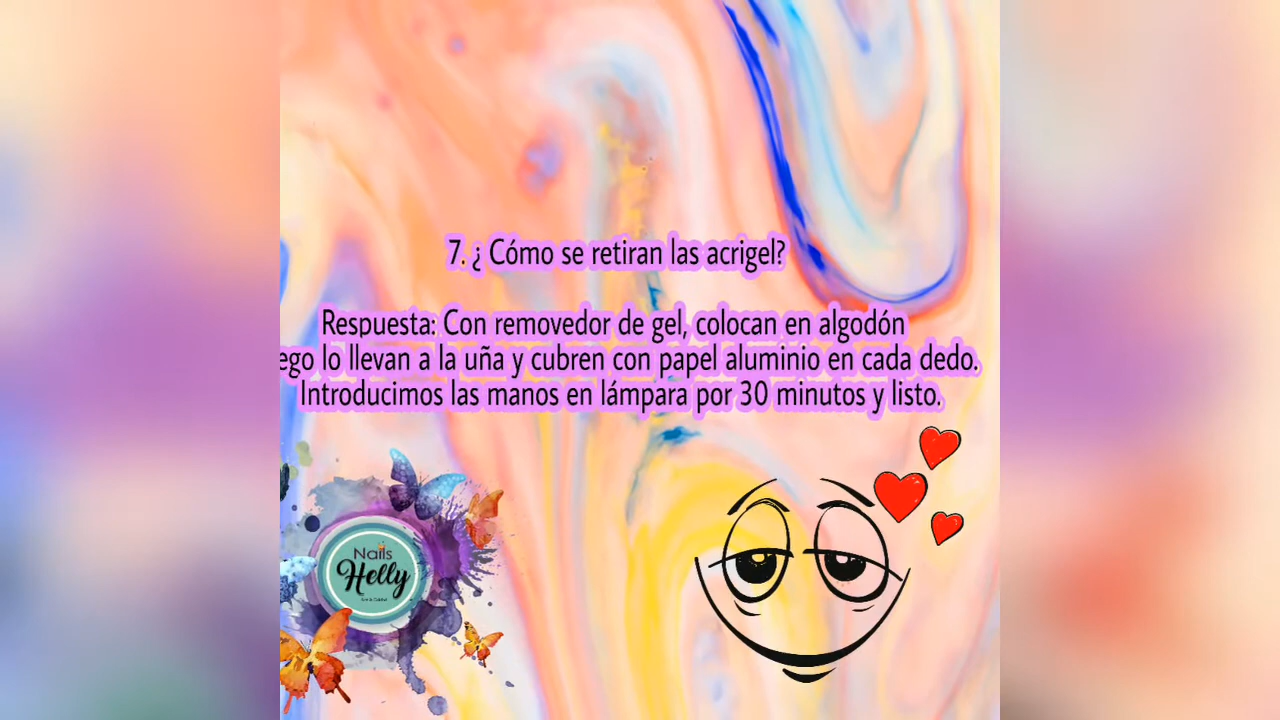 7. ¿ Cómo se retiran las acrigel?
Respuesta: Con removedor de gel, colocan en algodón
ego lo llevan a la uña y cubren con papel aluminio en cada dedo.
Introducimos las manos en lámpara por 30 minutos y listo.
Nails
Helly